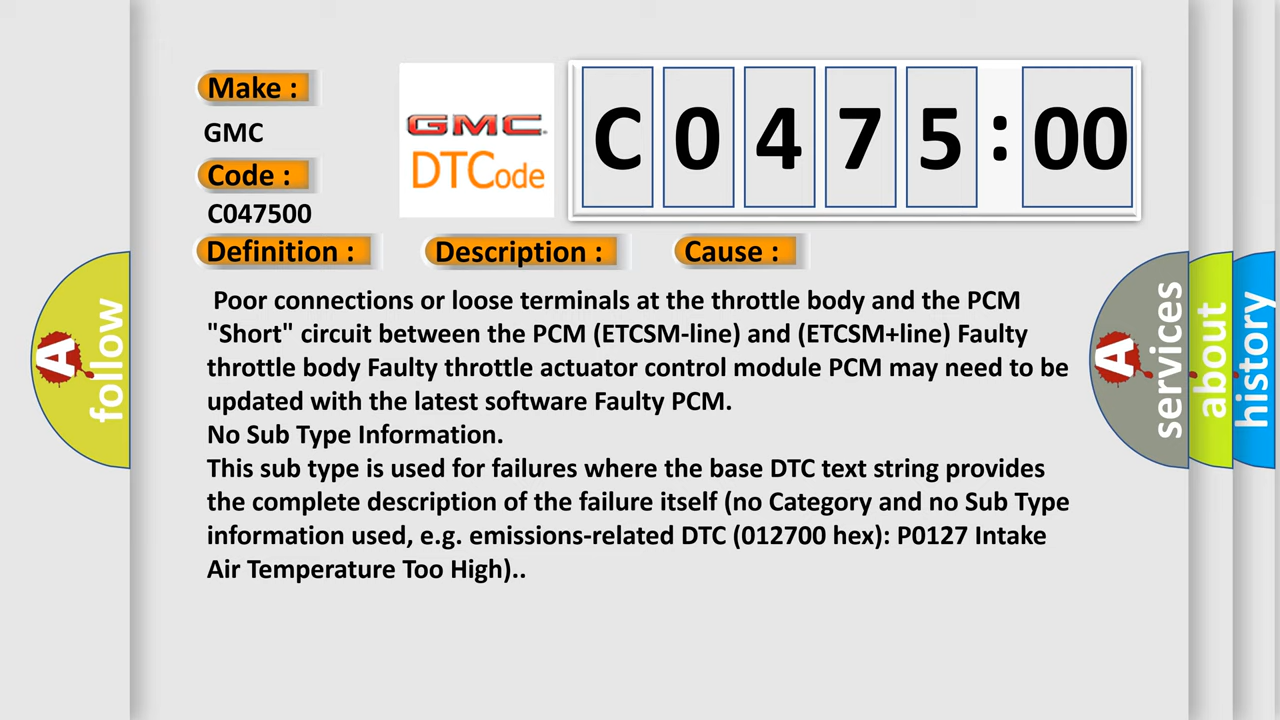 Make :
GMC
Code :
C047500
GMC
DTCode
C0475:00
Definition :
Description :
Cause :
Poor connections or loose terminals at the throttle body and the PCM
"Short" circuit between the PCM (ETCSM-line) and (ETCSM+line) Faulty
throttle body Faulty throttle actuator control module PCM may need to be
updated with the latest software Faulty PCM.
No Sub Type Information.
This sub type is used for failures where the base DTC text string provides
the complete description of the failure itself (no Category and no Sub Type
information used, e.g. emissions-related DTC (012700 hex): P0127 Intake
Air Temperature Too High)..
A
follow
A
services
about
history